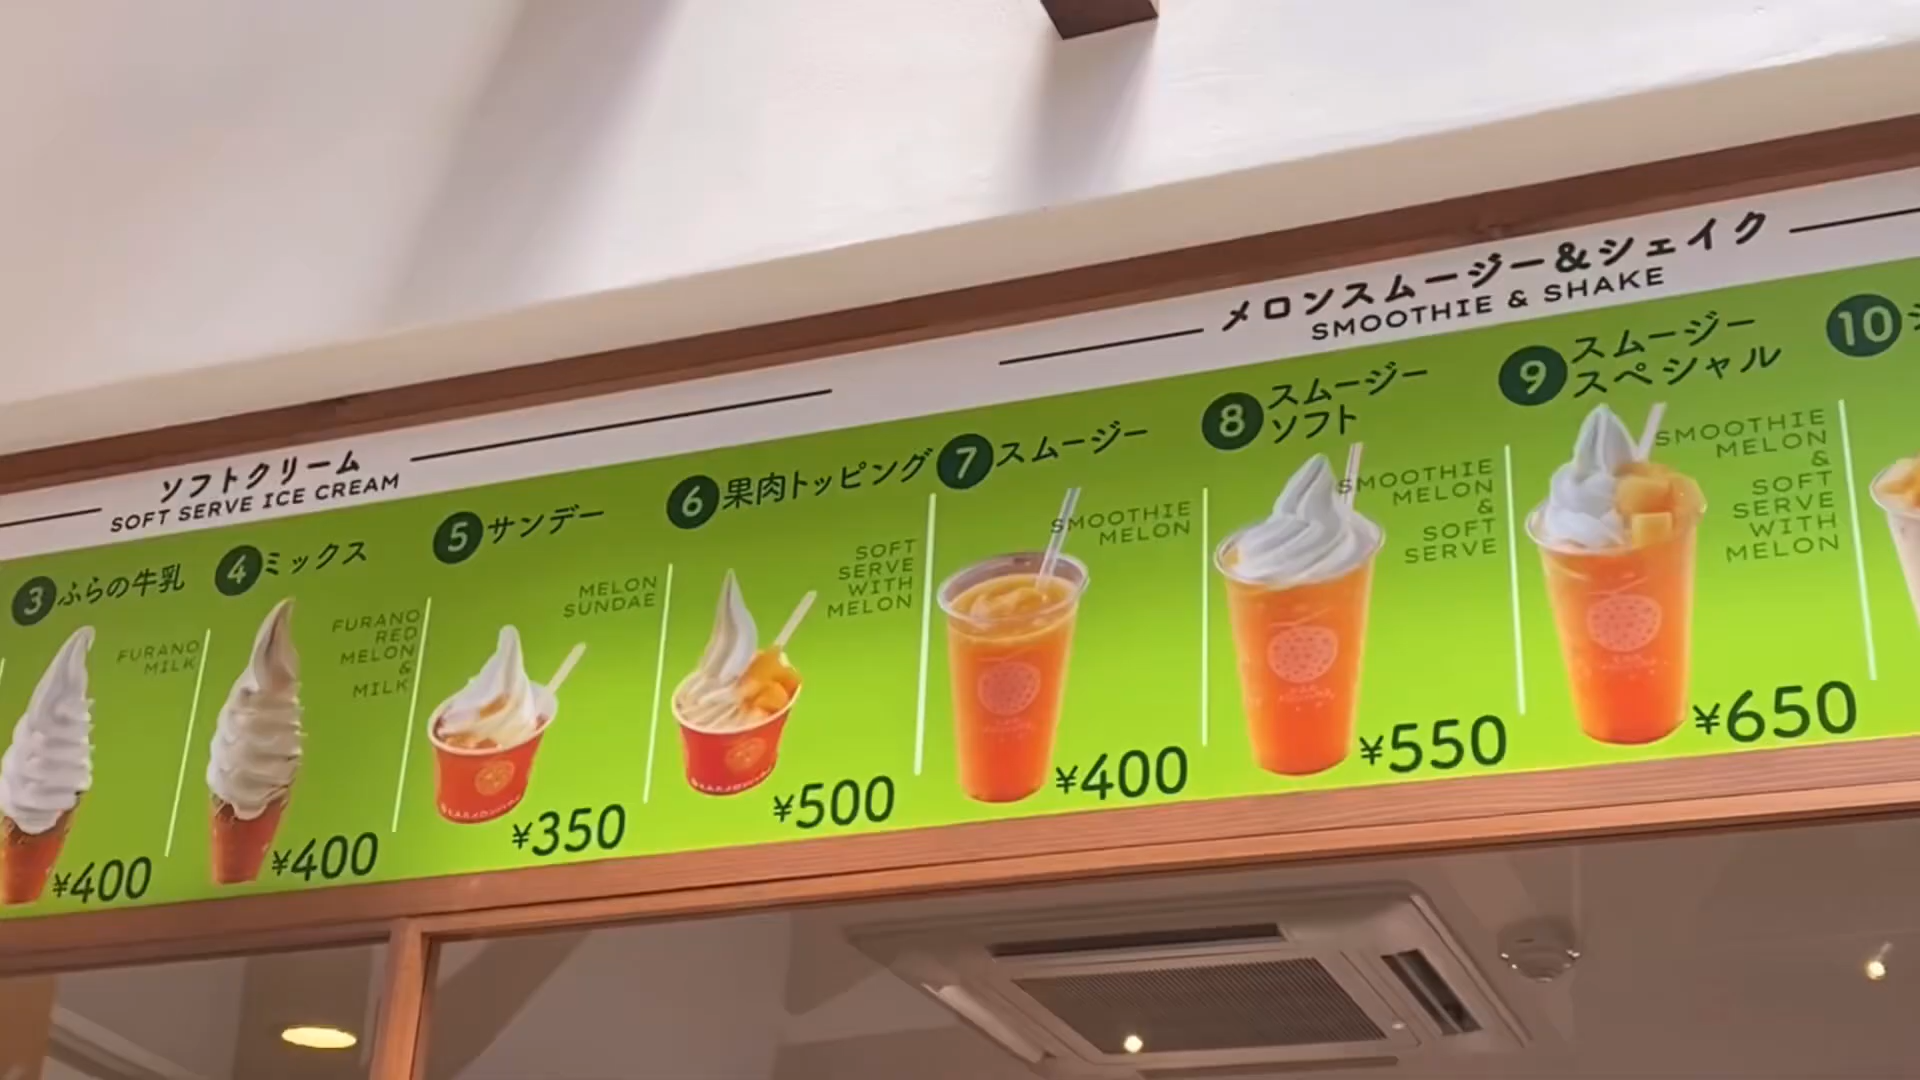 ソフトクリーム
SOFT SERVE ICE CREAM
メロンスムージー&シェイク
SMOOTHIE & SHAKE
3 ふらの牛乳
FURANO
MILK
¥400
4 ミックス
FURANO
RED
MELON
&
MILK
¥400
5 サンデー
MELON
SUNDAE
¥350
6 果肉トッピング
SOFT
SERVE
WITH
MELON
¥500
7 スムージー
SMOOTHIE
MELON
¥400
8 スムージー
ソフト
SMOOTHIE
MELON
&
SOFT
SERVE
¥550
9 スムージー
スペシャル
SMOOTHIE
MELON
&
SOFT
SERVE
WITH
MELON
¥650
10